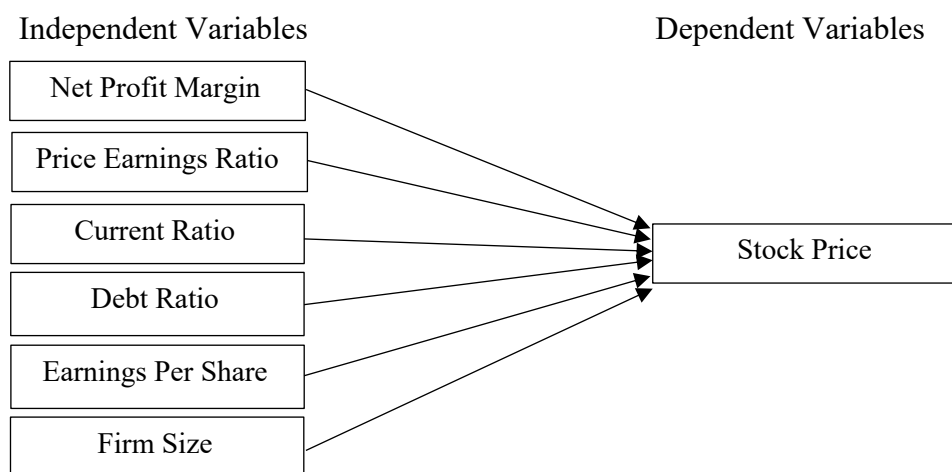 Independent Variables
Dependent Variables
Net Profit Margin
Price Earnings Ratio
Current Ratio
Debt Ratio
Earnings Per Share
Firm Size
Stock Price